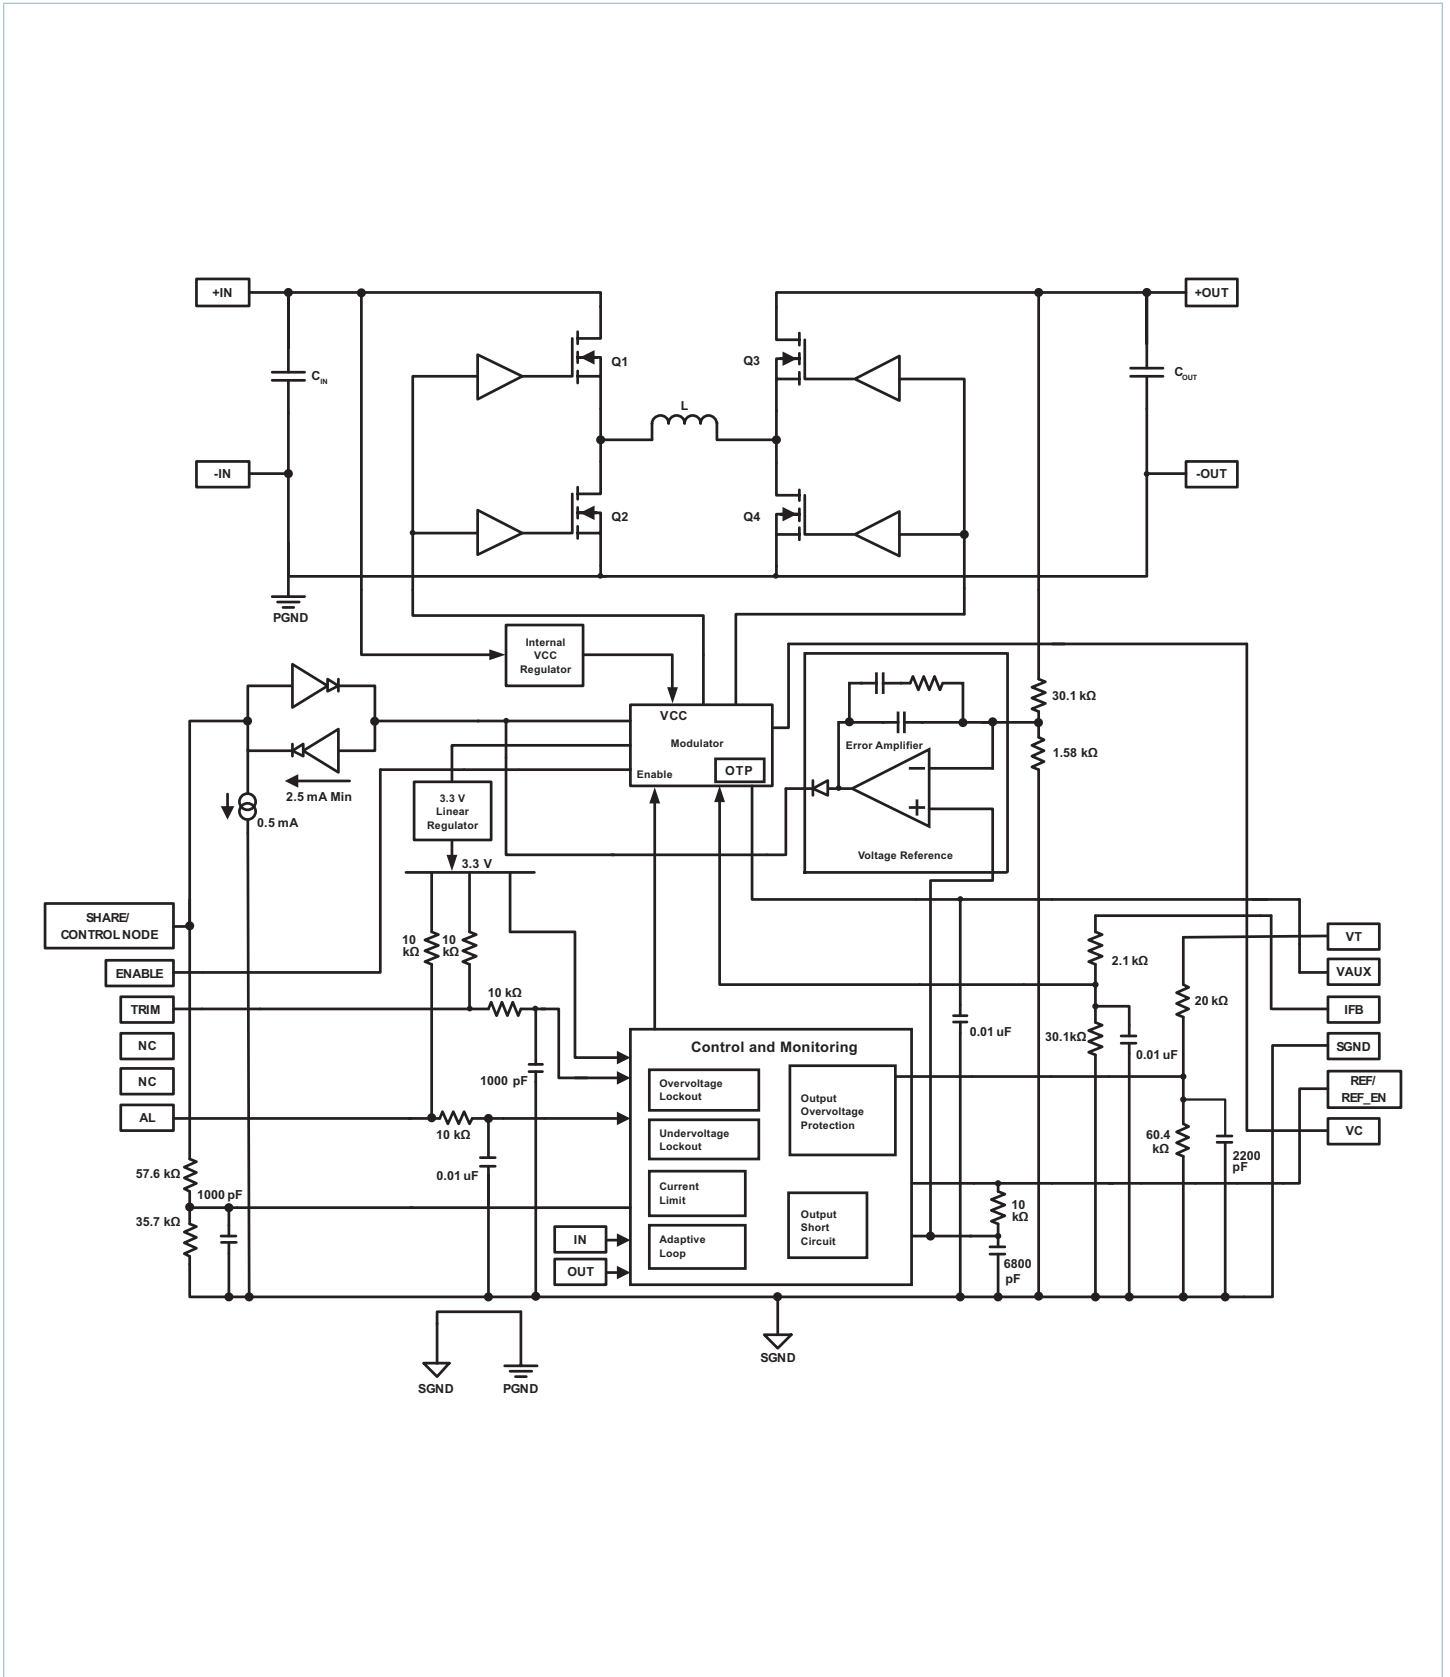 +IN
+OUT
Q1
Q3
CIN
COUT
L
-IN
-OUT
Q2
Q4
PGND
Internal
VCC
Regulator
30.1 kΩ
VCC
Modulator
Error Amplifier
1.58 kΩ
OTP
Enable
2.5 mA Min
3.3 V
Linear
Regulator
0.5 mA
Voltage Reference
3.3 V
SHARE/
CONTROL NODE
VT
10
kΩ
10
kΩ
2.1 kΩ
ENABLE
VAUX
10 kΩ
20 kΩ
TRIM
IFB
0.01 uF
30.1kΩ
NC
Control and Monitoring
SGND
0.01 uF
1000 pF
NC
Overvoltage
Lockout
Output
Overvoltage
Protection
REF/
REF_EN
AL
10 kΩ
Undervoltage
Lockout
60.4
kΩ
VC
2200
pF
57.6 kΩ
0.01 uF
Current
Limit
1000 pF
10
kΩ
35.7 kΩ
Output
Short
Circuit
IN
Adaptive
Loop
OUT
6800
pF
SGND
SGND
PGND